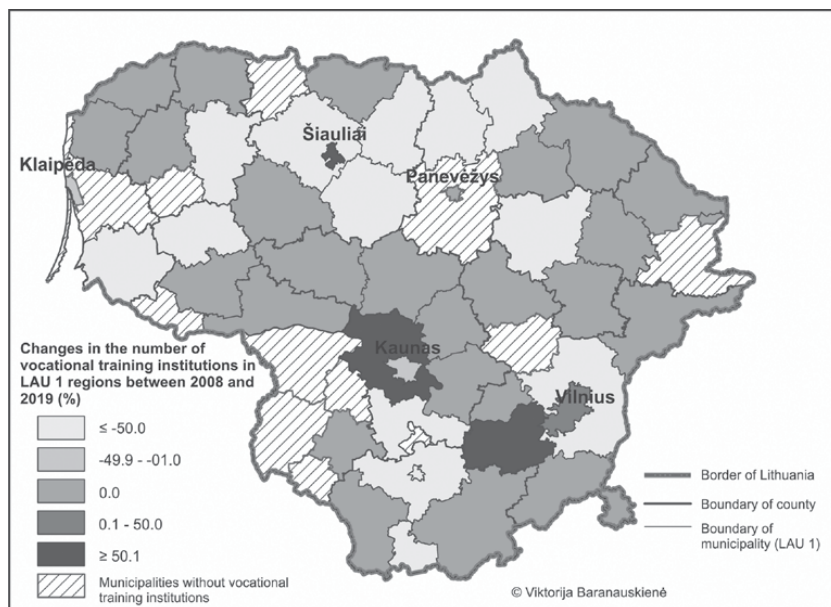 Šiauliai
Klaipėda
Panevėžys
Kaunas
Vilnius
Changes in the number of
vocational training institutions in
LAU 1 regions between 2008 and
2019 (%)
≤ -50.0
-49.9 - -01.0
0.0
0.1 - 50.0
≥ 50.1
Municipalities without vocational
training institutions
Border of Lithuania
Boundary of county
Boundary of
municipality (LAU 1)
© Viktorija Baranauskienė